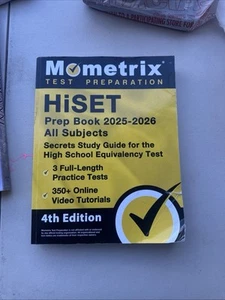 Mometrix®
TEST PREPARATION
HiSET
Prep Book 2025-2026
All Subjects
Secrets Study Guide for the
High School Equivalency Test
3 Full-Length
Practice Tests
350+ Online
Video Tutorials
4th Edition